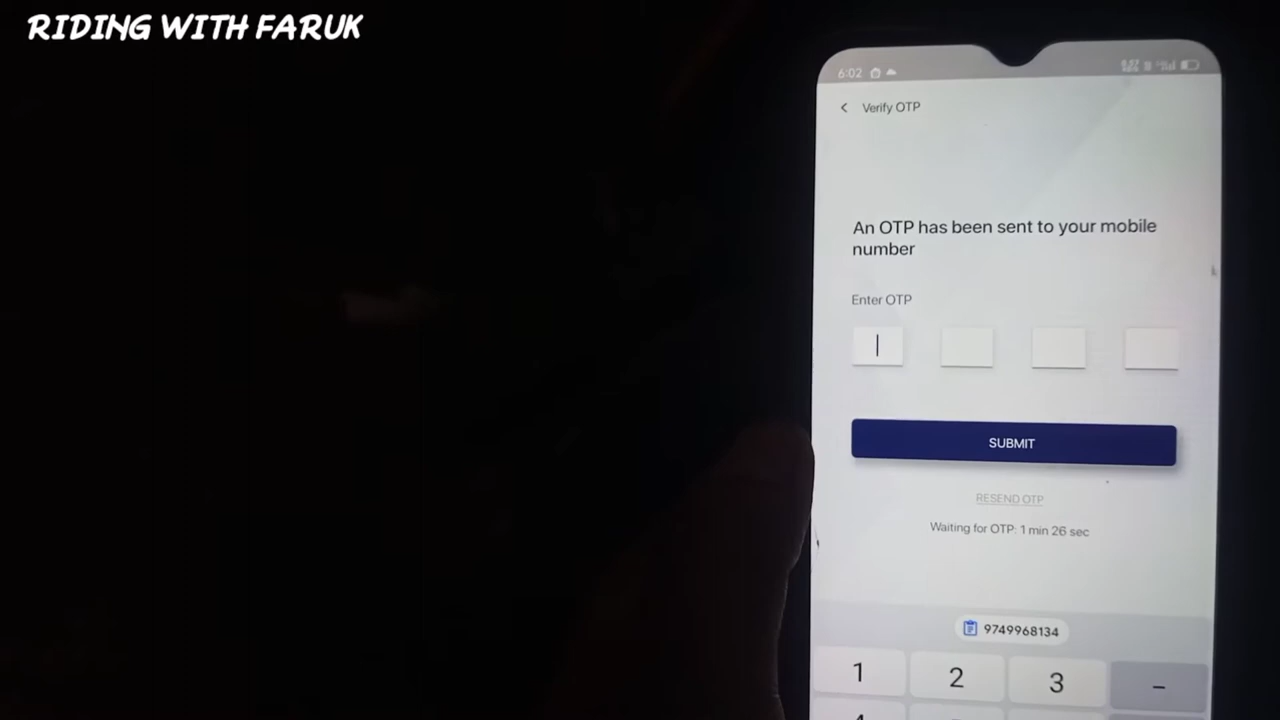 RIDING WITH FARUK
6:02
Verify OTP
An OTP has been sent to your mobile
number
Enter OTP
SUBMIT
RESEND OTP
Waiting for OTP: 1 min 26 sec
9749968134
1 2 3 –